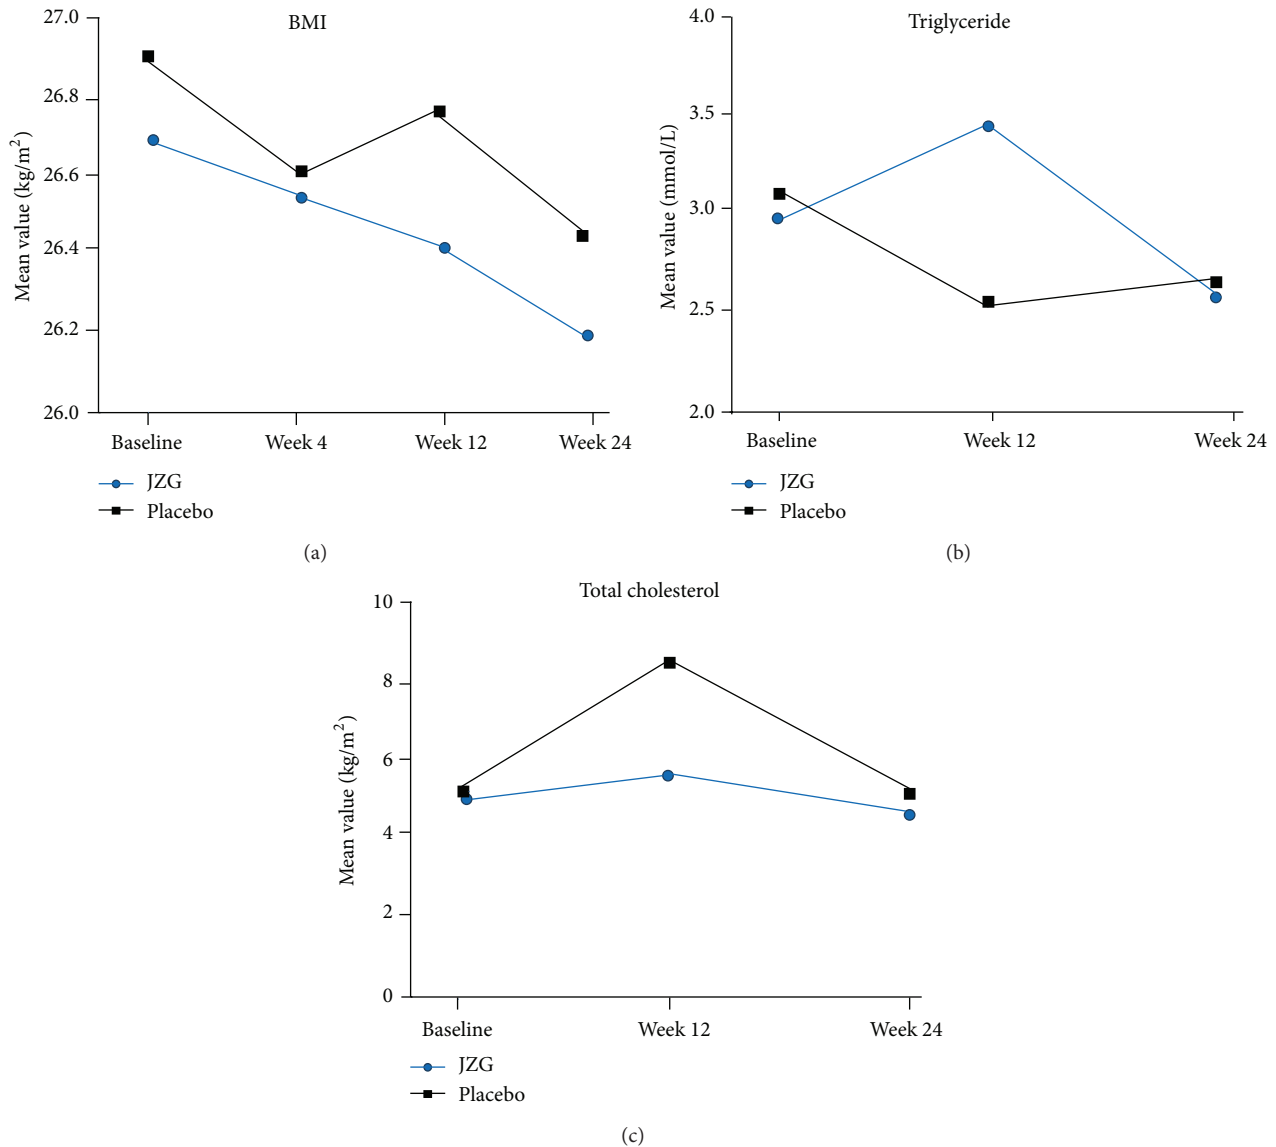 BMI
Mean value (kg/m²)
27.0
26.8
26.6
26.4
26.2
26.0
Baseline
Week 4
Week 12
Week 24
JZG
Placebo
(a)
Triglyceride
Mean value (mmol/L)
4.0
3.5
3.0
2.5
2.0
Baseline
Week 12
Week 24
JZG
Placebo
(b)
Total cholesterol
Mean value (kg/m²)
10
8
6
4
2
0
Baseline
Week 12
Week 24
JZG
Placebo
(c)